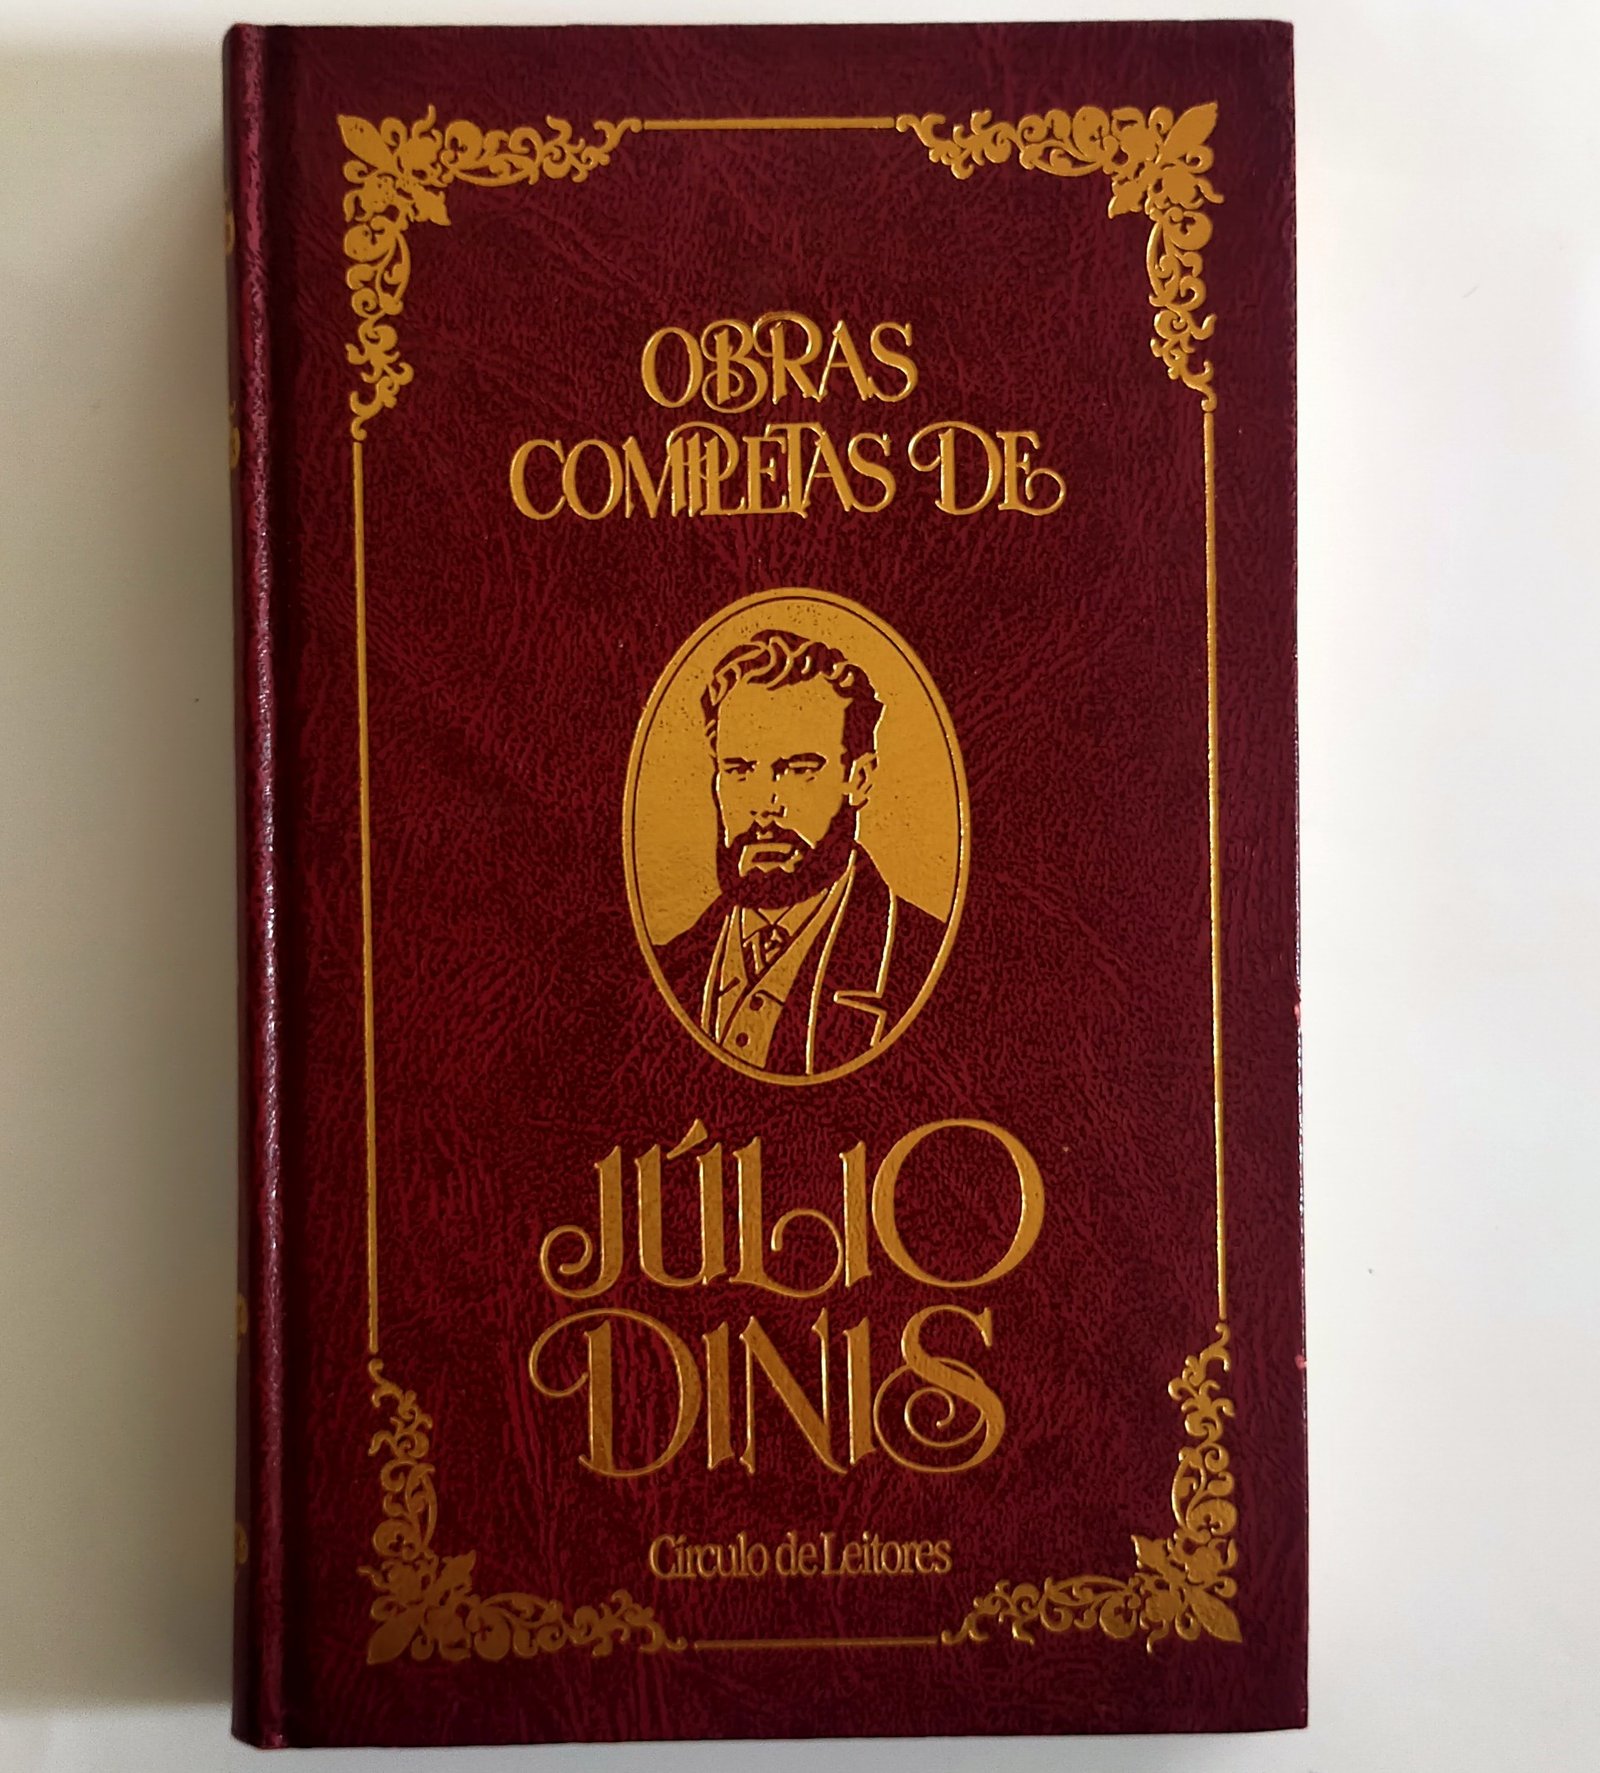 OBRAS
COMPLETAS DE
JÚLIO
DINIS
Círculo de Leitores